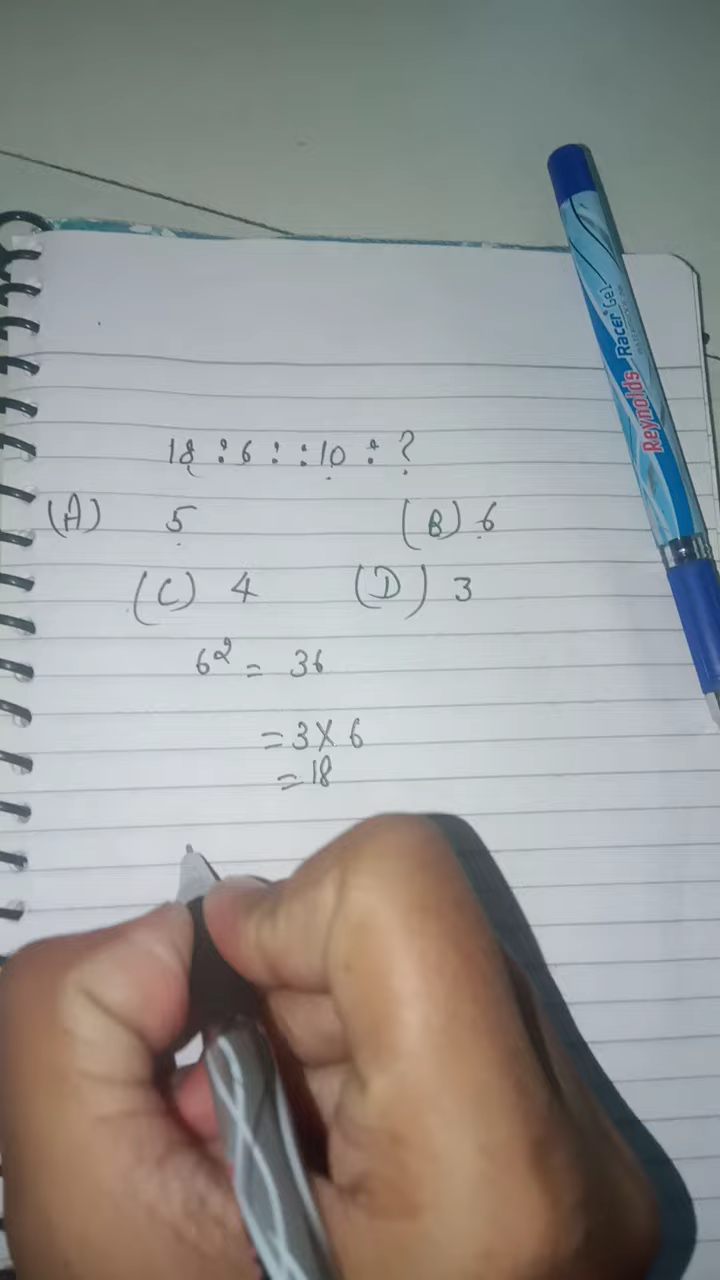 18 : 6 : : 10 : ?
(A) 5 (B) 6
(C) 4 (D) 3
6² = 36
= 3 × 6
= 18
Reynolds Racer Gel